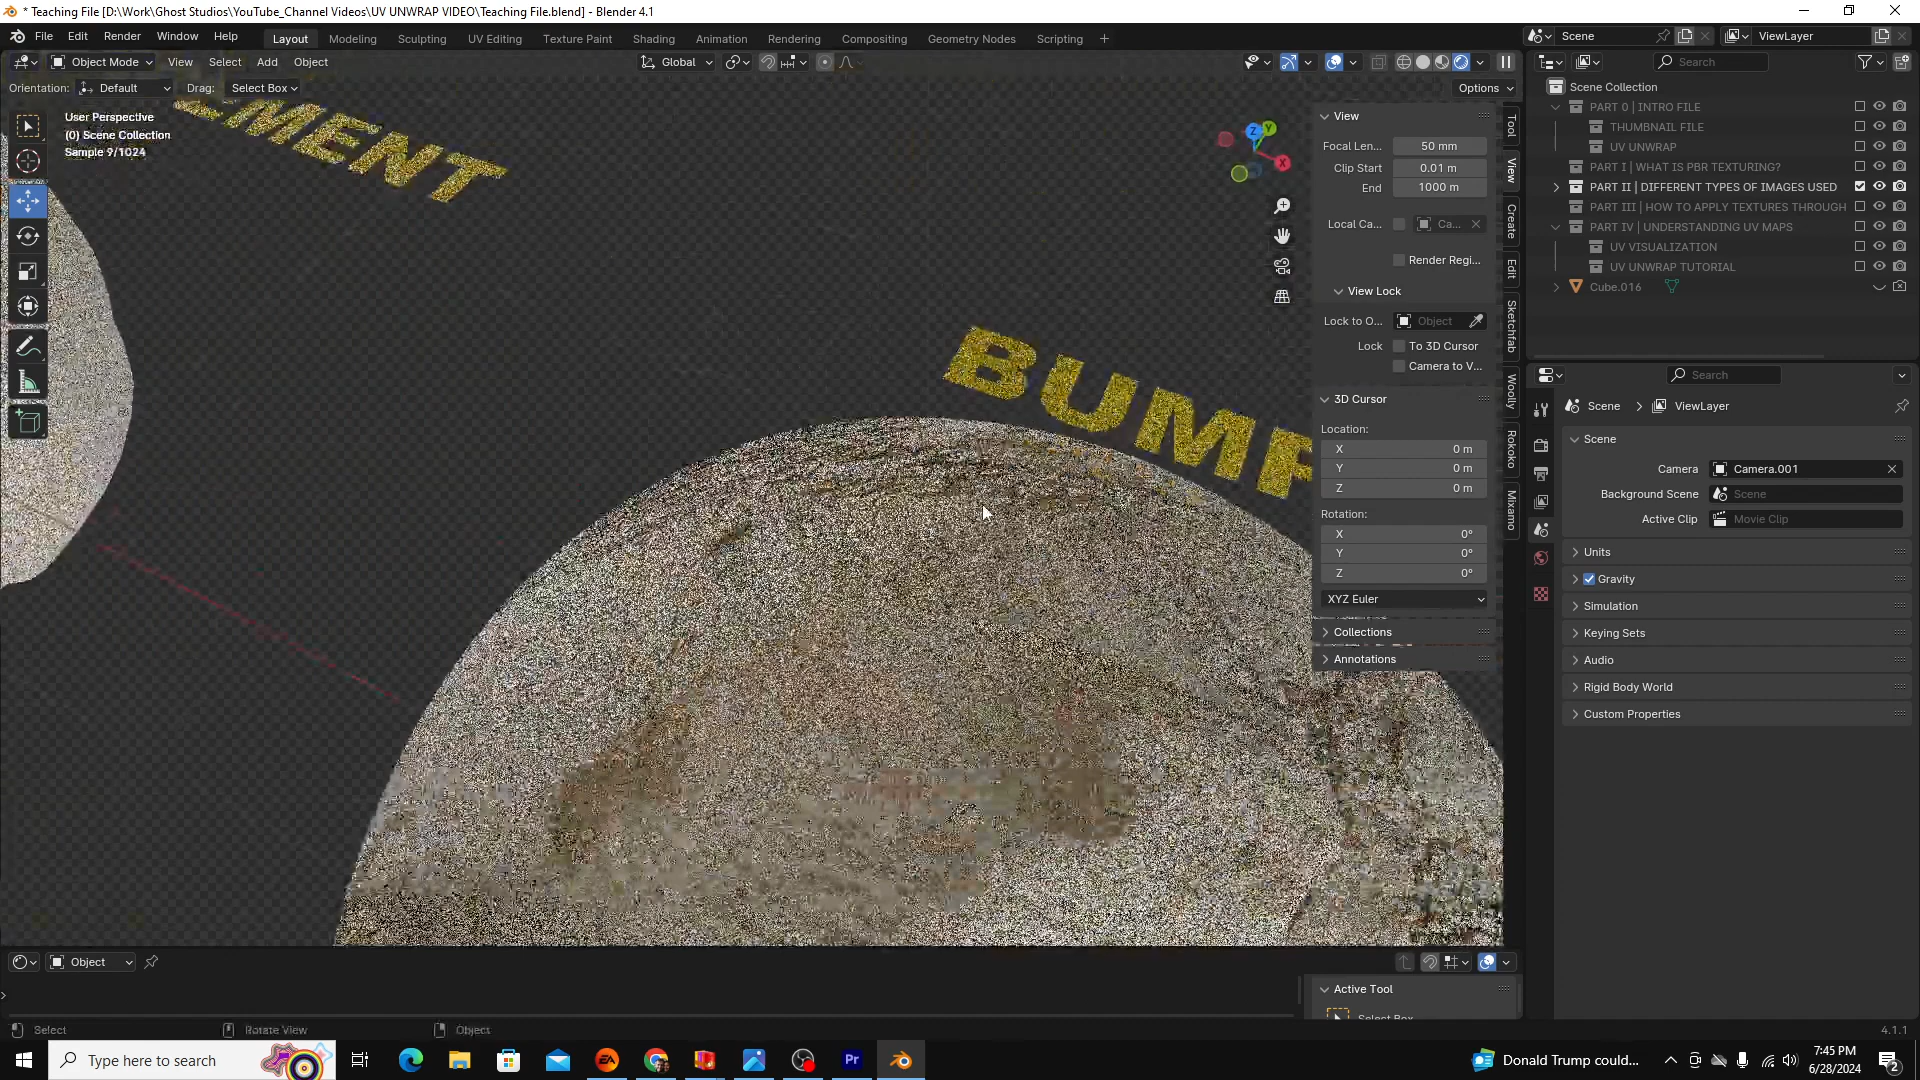 * Teaching File [D:\Work\Ghost Studios\YouTube_Channel Videos\UV UNWRAP VIDEO\Teaching File.blend] - Blender 4.1
File Edit Render Window Help
Layout Modeling Sculpting UV Editing Texture Paint Shading Animation Rendering Compositing Geometry Nodes Scripting +
Scene
ViewLayer
Object Mode View Select Add Object
Global
Search
Orientation: Default Drag: Select Box
Options
User Perspective
(0) Scene Collection
Sample 9/1024
BUMP
Z Y X
View
Focal Len... 50 mm
Clip Start 0.01 m
End 1000 m
Local Ca... Ca...
Render Regi...
View Lock
Lock to O... Object
Lock To 3D Cursor
Camera to V...
3D Cursor
Location:
X 0 m
Y 0 m
Z 0 m
Rotation:
X 0°
Y 0°
Z 0°
XYZ Euler
Collections
Annotations
Tool
View
Create
Edit
Sketchfab
Woolly
Rokoko
Mixamo
Scene Collection
PART 0 | INTRO FILE
THUMBNAIL FILE
UV UNWRAP
PART I | WHAT IS PBR TEXTURING?
PART II | DIFFERENT TYPES OF IMAGES USED
PART III | HOW TO APPLY TEXTURES THROUGH
PART IV | UNDERSTANDING UV MAPS
UV VISUALIZATION
UV UNWRAP TUTORIAL
Cube.016
Search
Scene > ViewLayer
Scene
Camera Camera.001
Background Scene Scene
Active Clip Movie Clip
Units
Gravity
Simulation
Keying Sets
Audio
Rigid Body World
Custom Properties
Object
Active Tool
Select Box
Select
Rotate View
Object
4.1.1
Type here to search
Donald Trump could...
7:45 PM
6/28/2024
2